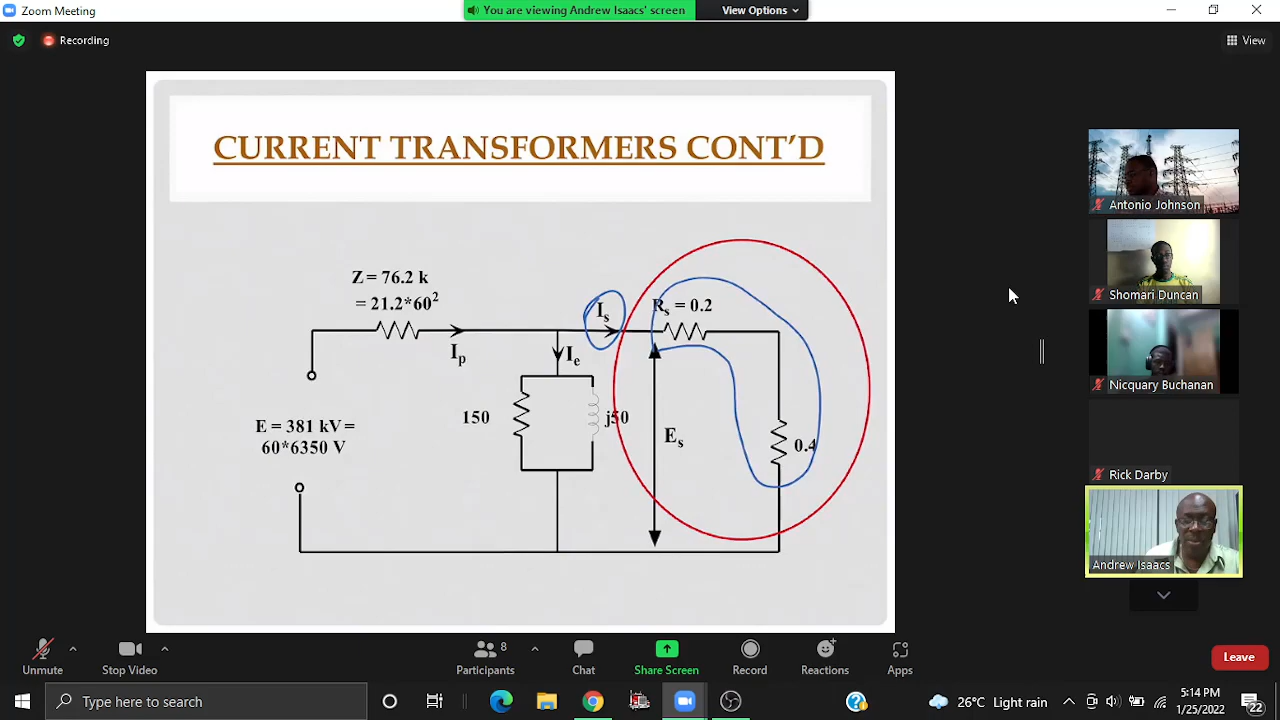 Zoom Meeting
You are viewing Andrew Isaacs' screen
View Options
Recording
View
CURRENT TRANSFORMERS CONT’D
Z = 76.2 k
= 21.2*60²
Iₚ
Iₛ
Iₑ
Rₛ = 0.2
150
j50
Eₛ
0.4
E = 381 kV =
60*6350 V
Antonio Johnson
Shomari Duncan
Nicquary Buchanan
Rick Darby
Andrew Isaacs
Unmute
Stop Video
Participants
8
Chat
Share Screen
Record
Reactions
Apps
Leave
Type here to search
26°C Light rain
5:14 PM
1/25/2022
22